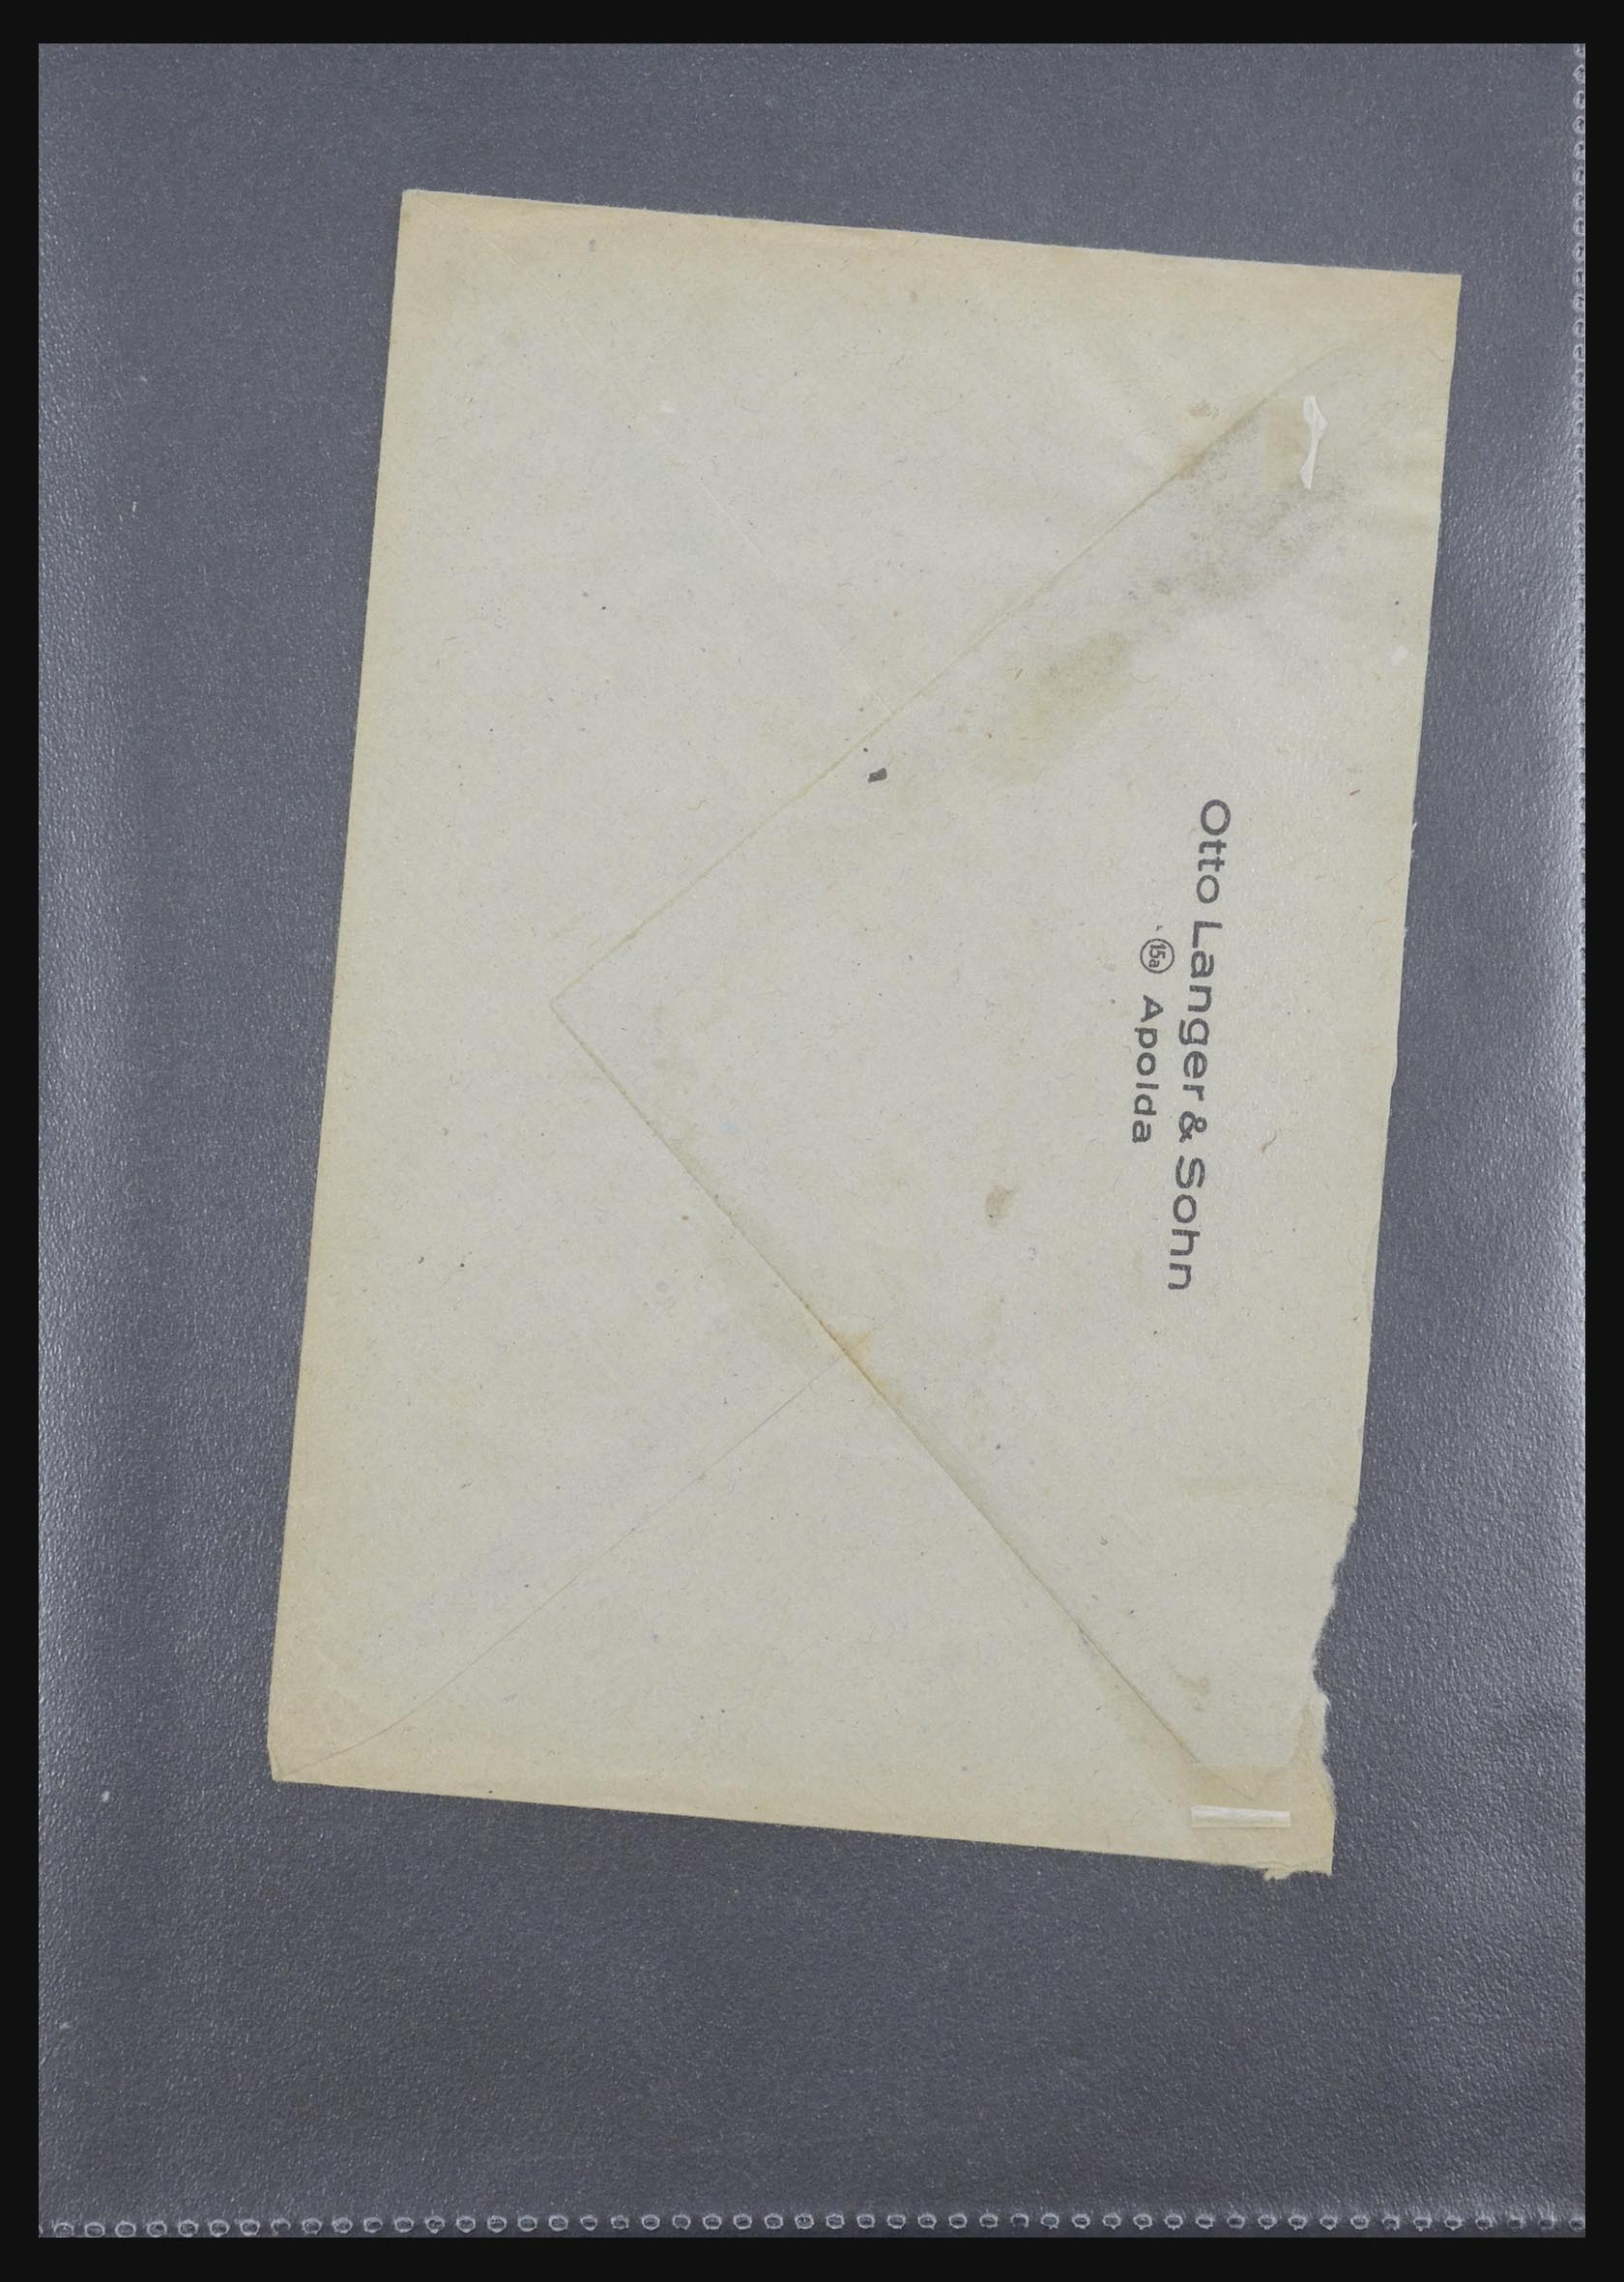 Otto Langer & Sohn
15a Apolda